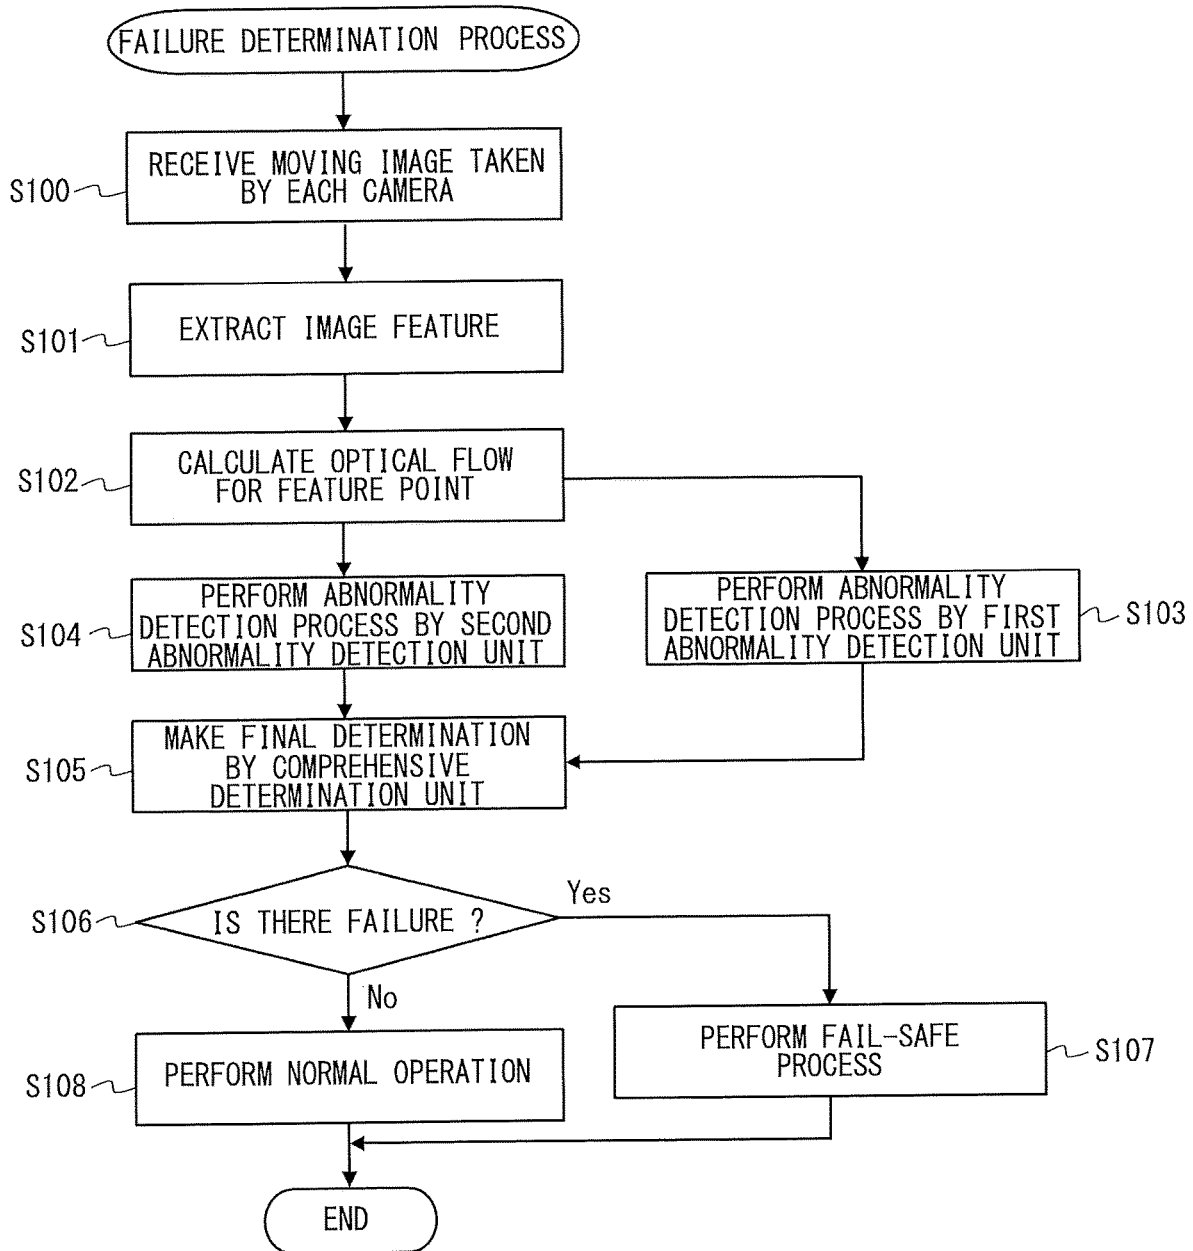 FAILURE DETERMINATION PROCESS
RECEIVE MOVING IMAGE TAKEN
BY EACH CAMERA
S100
EXTRACT IMAGE FEATURE
S101
CALCULATE OPTICAL FLOW
FOR FEATURE POINT
S102
PERFORM ABNORMALITY
DETECTION PROCESS BY SECOND
ABNORMALITY DETECTION UNIT
S104
PERFORM ABNORMALITY
DETECTION PROCESS BY FIRST
ABNORMALITY DETECTION UNIT
S103
MAKE FINAL DETERMINATION
BY COMPREHENSIVE
DETERMINATION UNIT
S105
IS THERE FAILURE ?
S106
Yes
No
PERFORM FAIL-SAFE
PROCESS
S107
PERFORM NORMAL OPERATION
S108
END